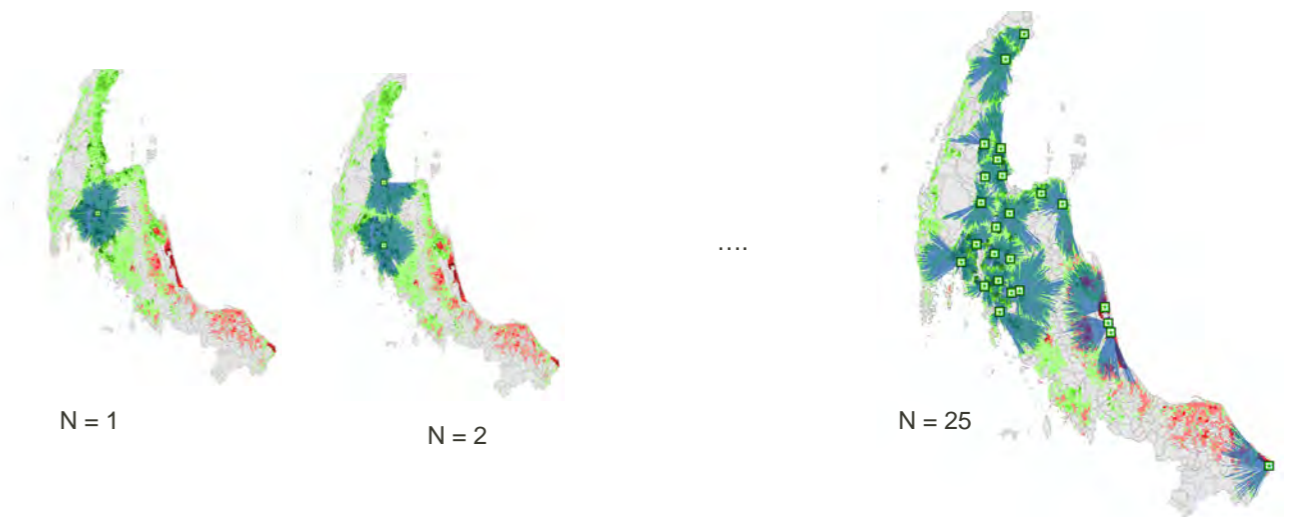 ....
N = 1
N = 2
N = 25